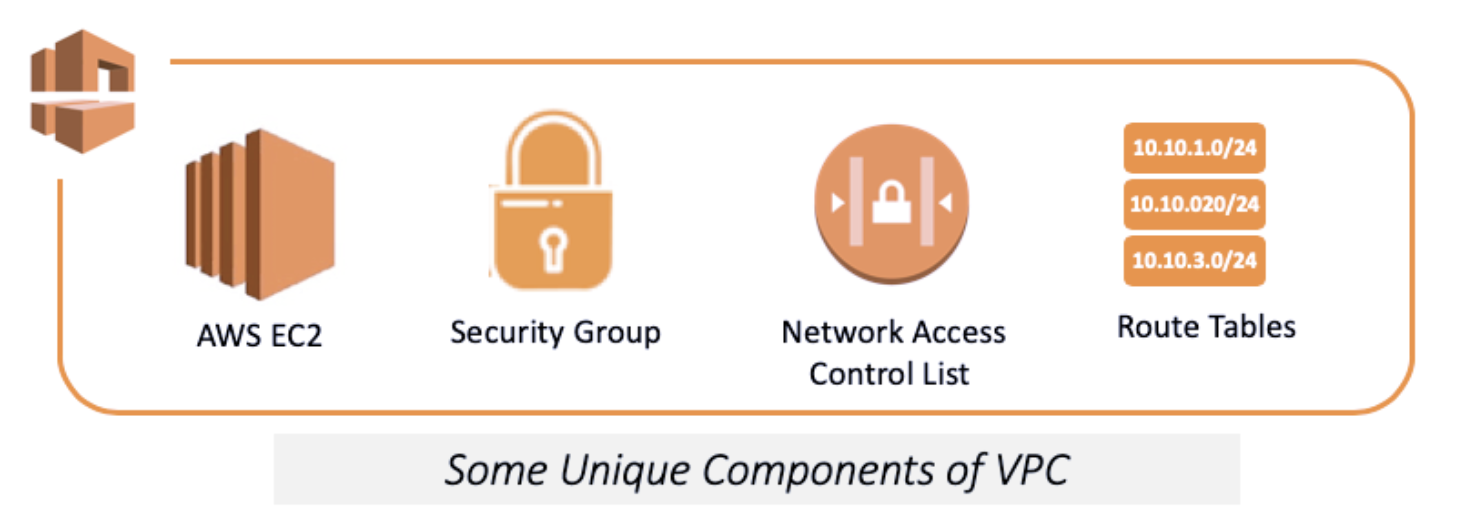 AWS EC2
Security Group
Network Access
Control List
10.10.1.0/24
10.10.020/24
10.10.3.0/24
Route Tables
Some Unique Components of VPC